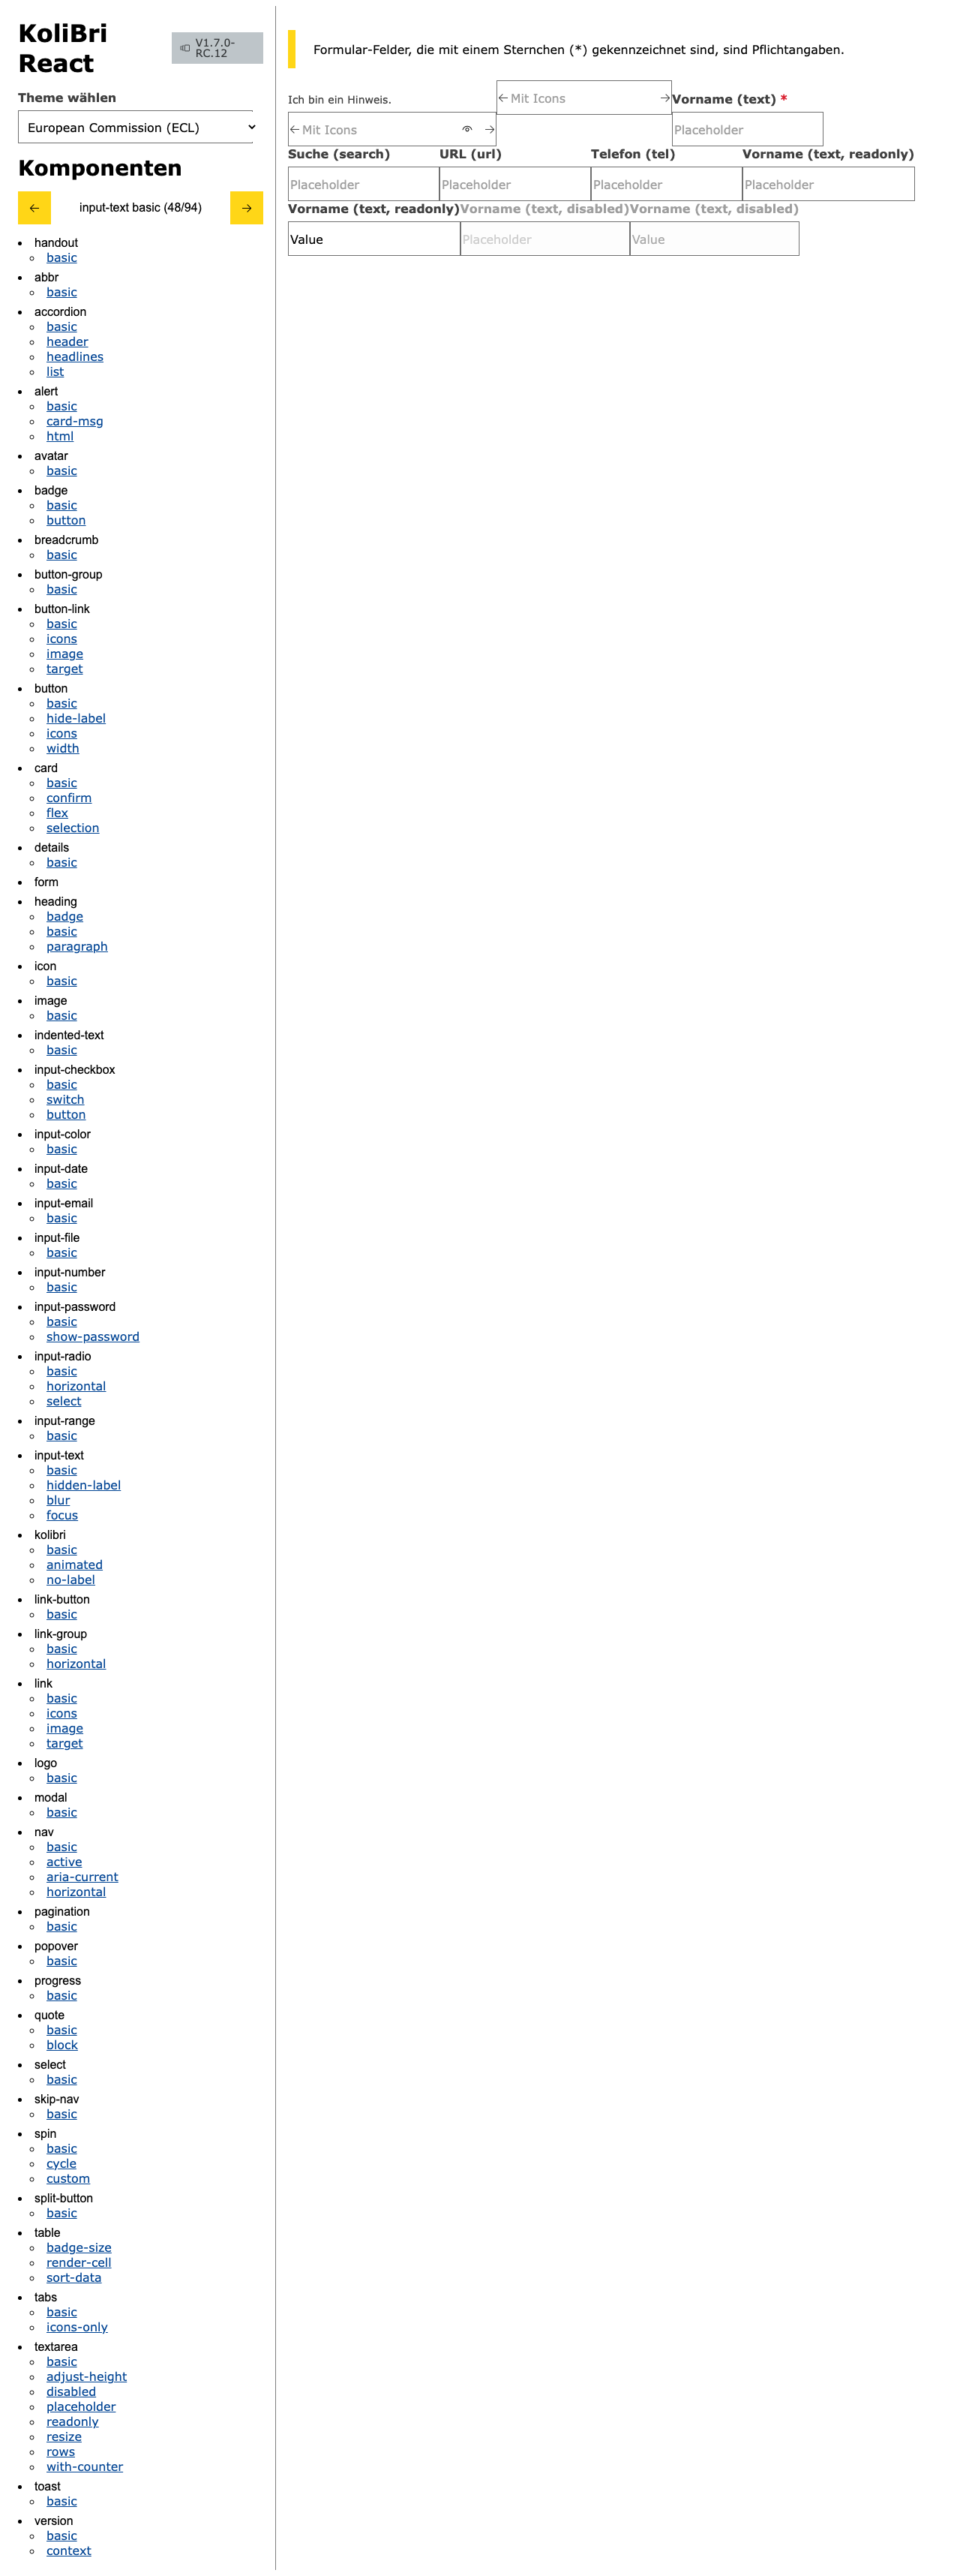 KoliBri
React
V1.7.0-
RC.12
Theme wählen
European Commission (ECL)
Komponenten
← input-text basic (48/94) →
handout
basic
abbr
basic
accordion
basic
header
headlines
list
alert
basic
card-msg
html
avatar
basic
badge
basic
button
breadcrumb
basic
button-group
basic
button-link
basic
icons
image
target
button
basic
hide-label
icons
width
card
basic
confirm
flex
selection
details
basic
form
heading
badge
basic
paragraph
icon
basic
image
basic
indented-text
basic
input-checkbox
basic
switch
button
input-color
basic
input-date
basic
input-email
basic
input-file
basic
input-number
basic
input-password
basic
show-password
input-radio
basic
horizontal
select
input-range
basic
input-text
basic
hidden-label
blur
focus
kolibri
basic
animated
no-label
link-button
basic
link-group
basic
horizontal
link
basic
icons
image
target
logo
basic
modal
basic
nav
basic
active
aria-current
horizontal
pagination
basic
popover
basic
progress
basic
quote
basic
block
select
basic
skip-nav
basic
spin
basic
cycle
custom
split-button
basic
table
badge-size
render-cell
sort-data
tabs
basic
icons-only
textarea
basic
adjust-height
disabled
placeholder
readonly
resize
rows
with-counter
toast
basic
version
basic
context
Formular-Felder, die mit einem Sternchen (*) gekennzeichnet sind, sind Pflichtangaben.
Ich bin ein Hinweis. ← Mit Icons → Vorname (text) *
← Mit Icons → Placeholder
Suche (search) URL (url) Telefon (tel) Vorname (text, readonly)
Placeholder Placeholder Placeholder Placeholder
Vorname (text, readonly) Vorname (text, disabled) Vorname (text, disabled)
Value Placeholder Value